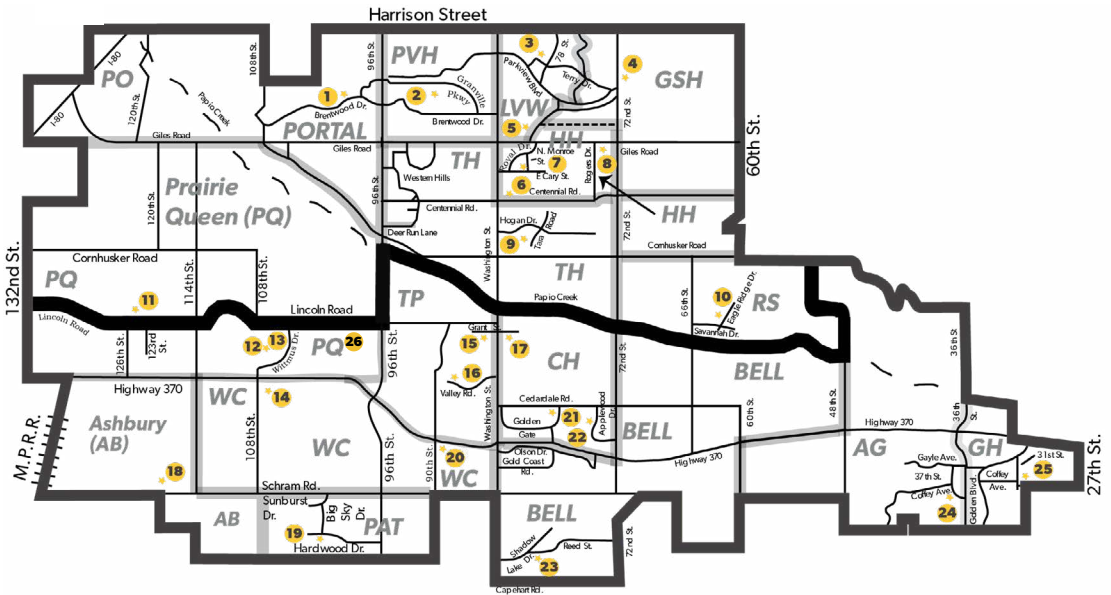 Harrison Street
I-80
PO
I-80
120th St.
108th St.
Papio Creek
Giles Road
1
Brentwood Dr.
PORTAL
Giles Road
96th St.
PVH
2
Granville
Pkwy
Brentwood Dr.
3
78 St.
Parkview Blvd
Terry Dr.
LVW
5
HH
4
GSH
72nd St.
60th St.
Royal Dr.
N. Monroe
St.
7
E Cary St.
Rogers Dr.
8
Giles Road
6
Centennial Rd.
HH
TH
Western Hills
96th St.
Centennial Rd.
Deer Run Lane
Prairie
Queen (PQ)
120th St.
Washington St.
Hogan Dr.
9
Tara
Road
72nd St.
Cornhusker Road
TH
Papio Creek
132nd St.
Cornhusker Road
PQ
11
114th St.
108th St.
Lincoln Road
Lincoln Road
TP
66th St.
10
Eagle Ridge Dr.
RS
Savannah Dr.
126th St.
123rd
St.
12
13
Wittmus Dr.
PQ
26
96th St.
Grant St.
15
17
16
Valley Rd.
CH
72nd St.
BELL
36th St.
Highway 370
WC
14
Washington St.
Cedardale Rd.
Golden
Gate
21
22
Applewood
Dr.
BELL
60th St.
48th St.
Highway 370
36th
St.
M.P.R.R.
Ashbury
(AB)
18
108th St.
WC
96th St.
90th St.
20
WC
Olson Dr.
Gold Coast
Rd.
Highway 370
AG
GH
Gayle Ave.
37th St.
Coffey Ave.
24
Golden Blvd.
Coffey
Ave.
31st St.
25
27th St.
Schram Rd.
AB
Sunburst
Dr.
Big
Sky
Dr.
19
Hardwood Dr.
PAT
BELL
Shadow
Lake Dr.
Reed St.
23
72nd St.
Capehart Rd.